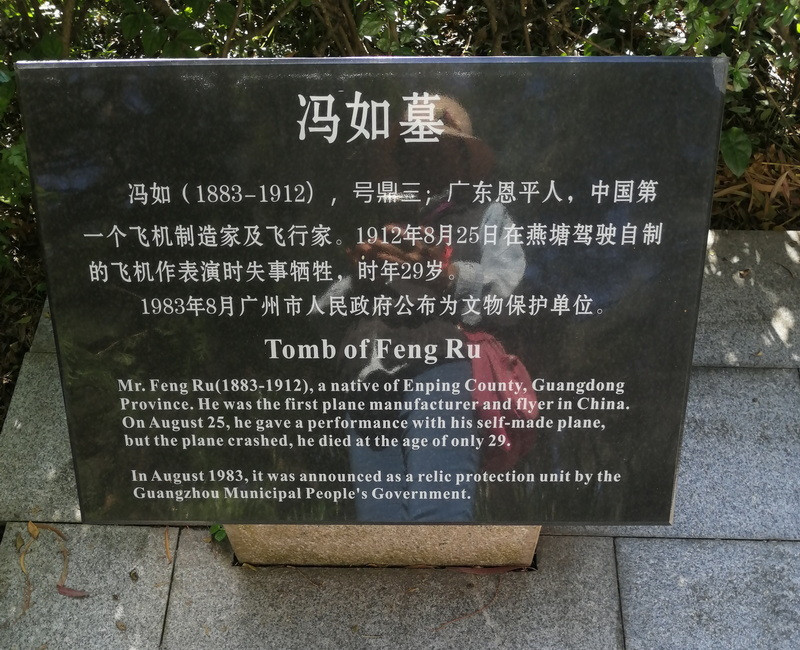 冯如墓
冯如（1883-1912），号鼎三；广东恩平人，中国第
一个飞机制造家及飞行家。1912年8月25日在燕塘驾驶自制
的飞机作表演时失事牺牲，时年29岁。
1983年8月广州市人民政府公布为文物保护单位。
Tomb of Feng Ru
Mr. Feng Ru(1883-1912), a native of Enping County, Guangdong
Province. He was the first plane manufacturer and flyer in China.
On August 25, he gave a performance with his self-made plane,
but the plane crashed, he died at the age of only 29.
In August 1983, it was announced as a relic protection unit by the
Guangzhou Municipal People's Government.